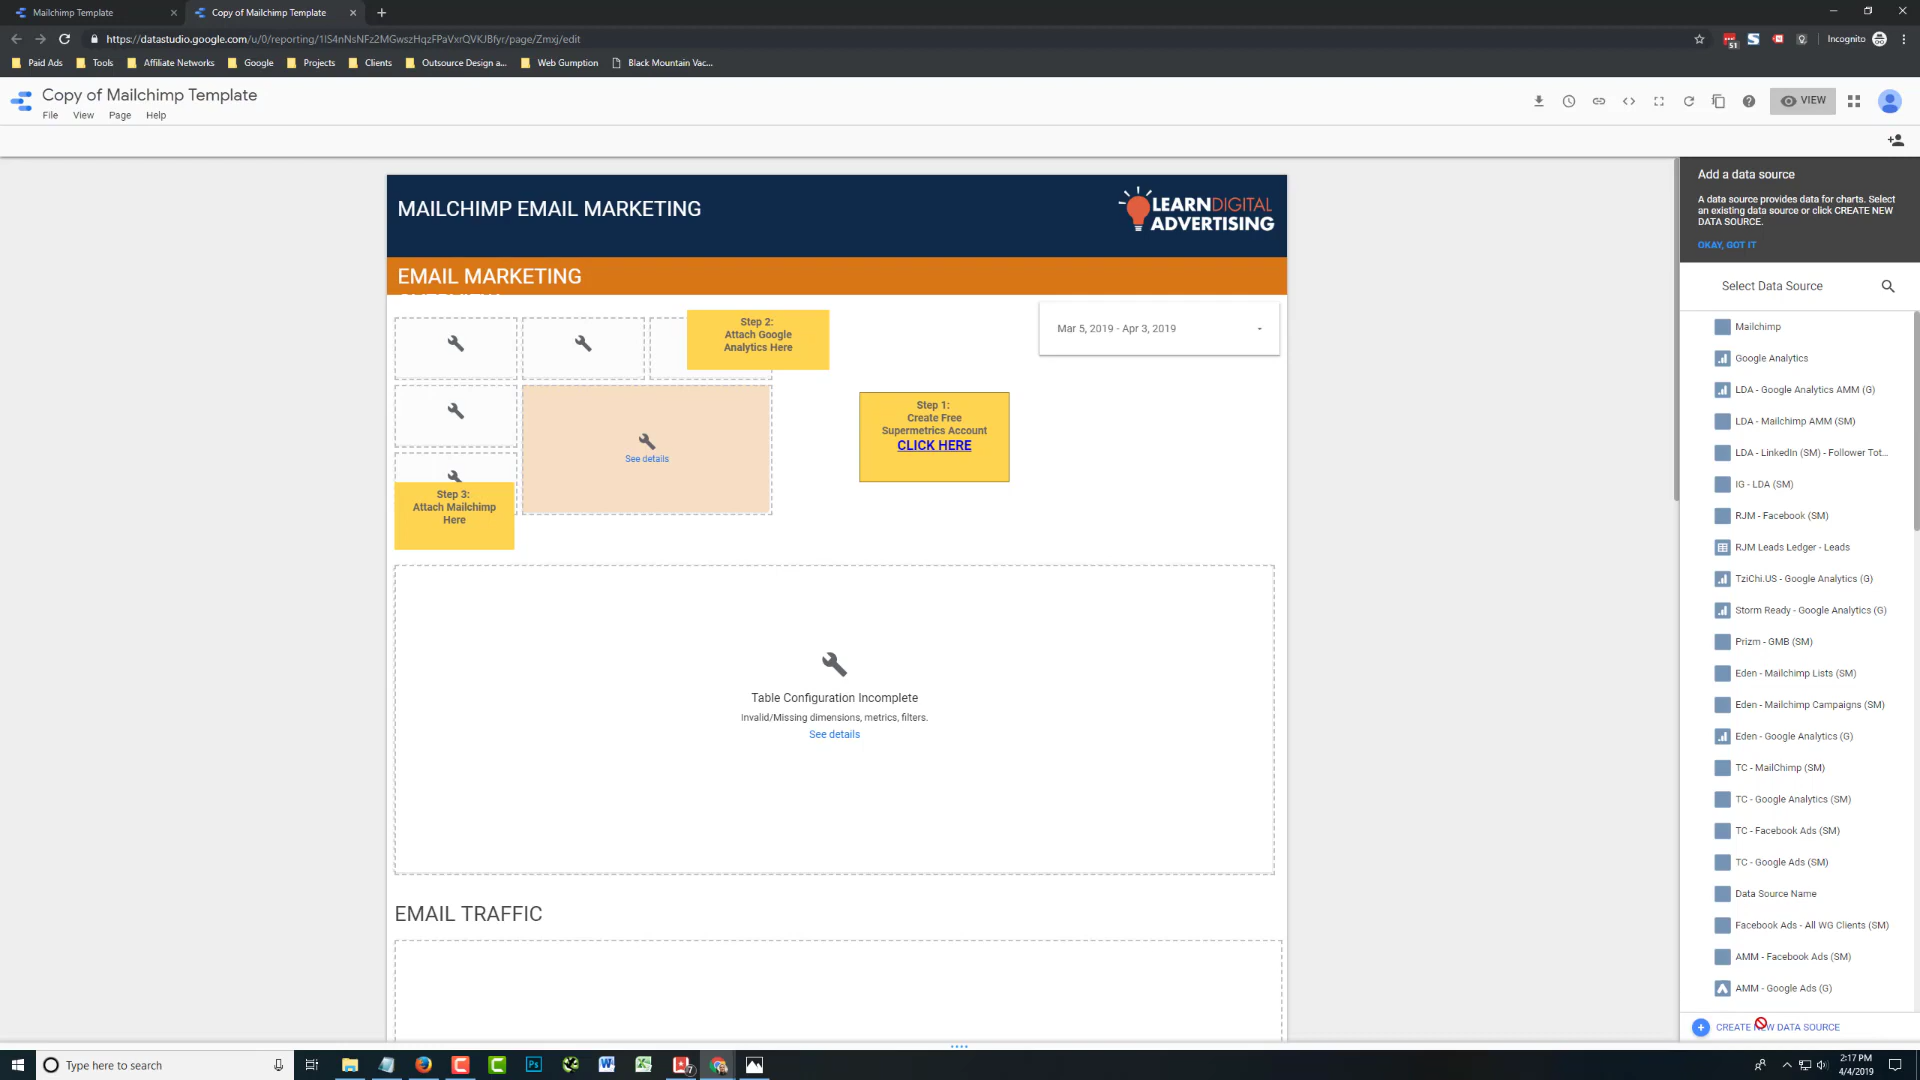 Mailchimp Template
Copy of Mailchimp Template
https://datastudio.google.com/u/0/reporting/1lS4nNsNFz2MGwszHqzFPaVxrQVKJBfyr/page/Zmxj/edit
51
Incognito
Paid Ads
Tools
Affiliate Networks
Google
Projects
Clients
Outsource Design a...
Web Gumption
Black Mountain Vac...
Copy of Mailchimp Template
File
View
Page
Help
VIEW
MAILCHIMP EMAIL MARKETING
LEARNDIGITAL
ADVERTISING
EMAIL MARKETING
Mar 5, 2019 - Apr 3, 2019
Step 2:
Attach Google
Analytics Here
Step 1:
Create Free
Supermetrics Account
CLICK HERE
See details
Step 3:
Attach Mailchimp
Here
Table Configuration Incomplete
Invalid/Missing dimensions, metrics, filters.
See details
EMAIL TRAFFIC
Add a data source
A data source provides data for charts. Select
an existing data source or click CREATE NEW
DATA SOURCE.
OKAY, GOT IT
Select Data Source
Mailchimp
Google Analytics
LDA - Google Analytics AMM (G)
LDA - Mailchimp AMM (SM)
LDA - LinkedIn (SM) - Follower Tot...
IG - LDA (SM)
RJM - Facebook (SM)
RJM Leads Ledger - Leads
TziChi.US - Google Analytics (G)
Storm Ready - Google Analytics (G)
Prizm - GMB (SM)
Eden - Mailchimp Lists (SM)
Eden - Mailchimp Campaigns (SM)
Eden - Google Analytics (G)
TC - MailChimp (SM)
TC - Google Analytics (SM)
TC - Facebook Ads (SM)
TC - Google Ads (SM)
Data Source Name
Facebook Ads - All WG Clients (SM)
AMM - Facebook Ads (SM)
AMM - Google Ads (G)
CREATE NEW DATA SOURCE
Type here to search
7
2:17 PM
4/4/2019